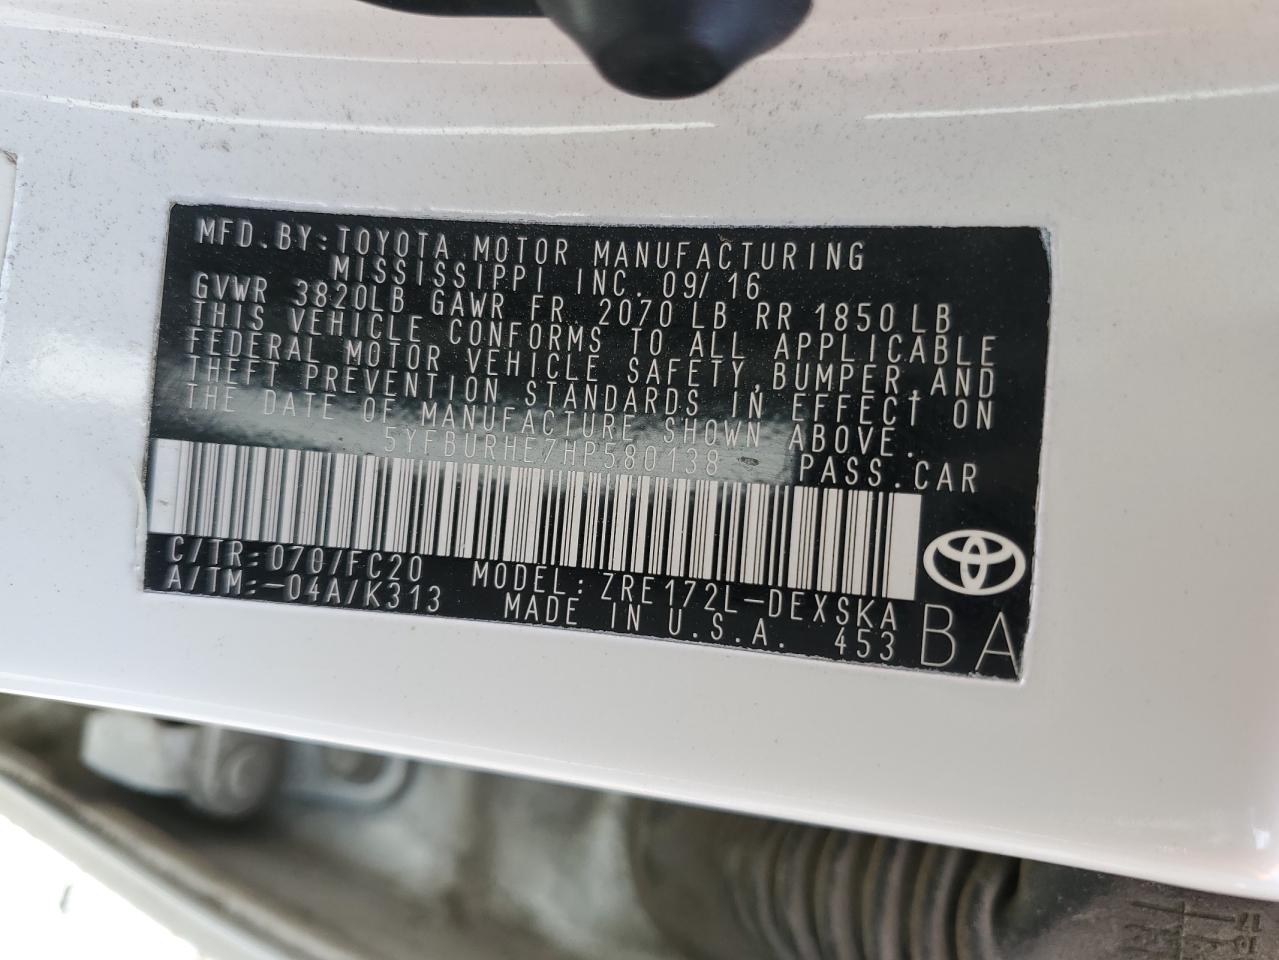 MFD.BY:TOYOTA MOTOR MANUFACTURING
MISSISSIPPI INC. 09/16
GVWR 3820LB GAWR FR 2070 LB RR 1850 LB
THIS VEHICLE CONFORMS TO ALL APPLICABLE
FEDERAL MOTOR VEHICLE SAFETY,BUMPER,AND
THEFT PREVENTION STANDARDS IN EFFECT ON
THE DATE OF MANUFACTURE SHOWN ABOVE.
5YFBURHE7HP580138 PASS.CAR
C/TR:070/FC20 MODEL:ZRE172L-DEXSKA
A/TM:-04A/K313 MADE IN U.S.A. 453
BA